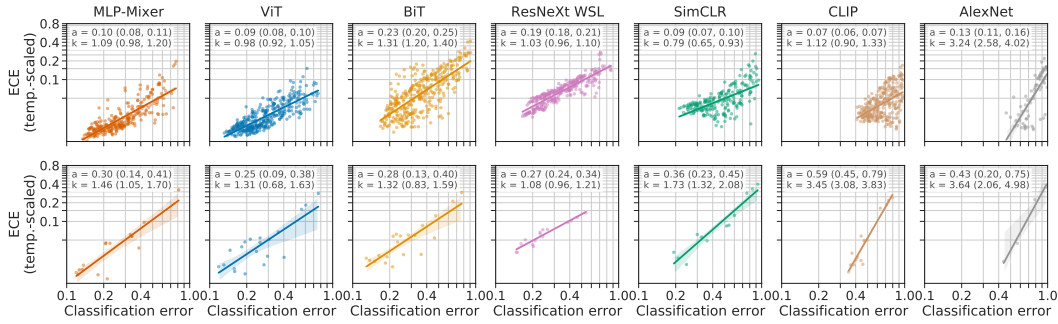 MLP-Mixer ViT BiT ResNeXt WSL SimCLR CLIP AlexNet
ECE
(temp.-scaled)
0.8
0.4
0.1
a = 0.10 (0.08, 0.11)
k = 1.09 (0.98, 1.20)
a = 0.09 (0.08, 0.10)
k = 0.98 (0.92, 1.05)
a = 0.23 (0.20, 0.25)
k = 1.31 (1.20, 1.40)
a = 0.19 (0.18, 0.21)
k = 1.03 (0.96, 1.10)
a = 0.09 (0.07, 0.10)
k = 0.79 (0.65, 0.93)
a = 0.07 (0.06, 0.07)
k = 1.12 (0.90, 1.33)
a = 0.13 (0.11, 0.16)
k = 3.24 (2.58, 4.02)
ECE
(temp.-scaled)
0.8
0.4
0.1
a = 0.30 (0.14, 0.41)
k = 1.46 (1.05, 1.70)
a = 0.25 (0.09, 0.38)
k = 1.31 (0.68, 1.63)
a = 0.28 (0.13, 0.40)
k = 1.32 (0.83, 1.59)
a = 0.27 (0.24, 0.34)
k = 1.08 (0.96, 1.21)
a = 0.36 (0.23, 0.45)
k = 1.73 (1.32, 2.08)
a = 0.59 (0.45, 0.79)
k = 3.45 (3.08, 3.83)
a = 0.43 (0.20, 0.75)
k = 3.64 (2.06, 4.98)
0.1 0.2 0.4 1.0 0.2 0.4 1.0 0.2 0.4 1.0 0.2 0.4 1.0 0.2 0.4 1.0 0.2 0.4 1.0 0.2 0.4 1.0
Classification error Classification error Classification error Classification error Classification error Classification error Classification error